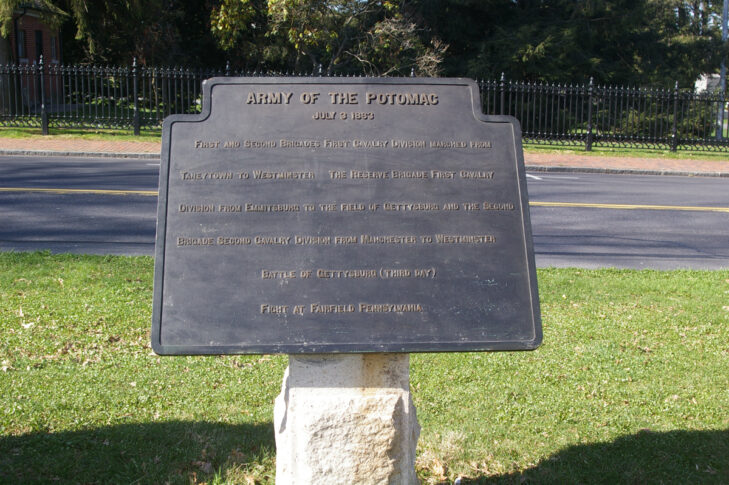 ARMY OF THE POTOMAC
JULY 3 1863
FIRST AND SECOND BRIGADES FIRST CAVALRY DIVISION MARCHED FROM
TANEYTOWN TO WESTMINSTER THE RESERVE BRIGADE FIRST CAVALRY
DIVISION FROM EMMITSBURG TO THE FIELD OF GETTYSBURG AND THE SECOND
BRIGADE SECOND CAVALRY DIVISION FROM MANCHESTER TO WESTMINSTER
BATTLE OF GETTYSBURG (THIRD DAY)
FIGHT AT FAIRFIELD PENNSYLVANIA